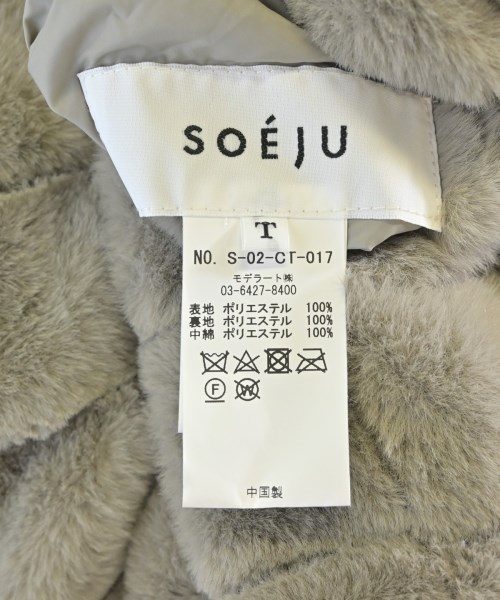 SOÉJU
T
NO. S-02-CT-017
モデラート㈱
03-6427-8400
表地 ポリエステル 100%
裏地 ポリエステル 100%
中綿 ポリエステル 100%
F W
中国製